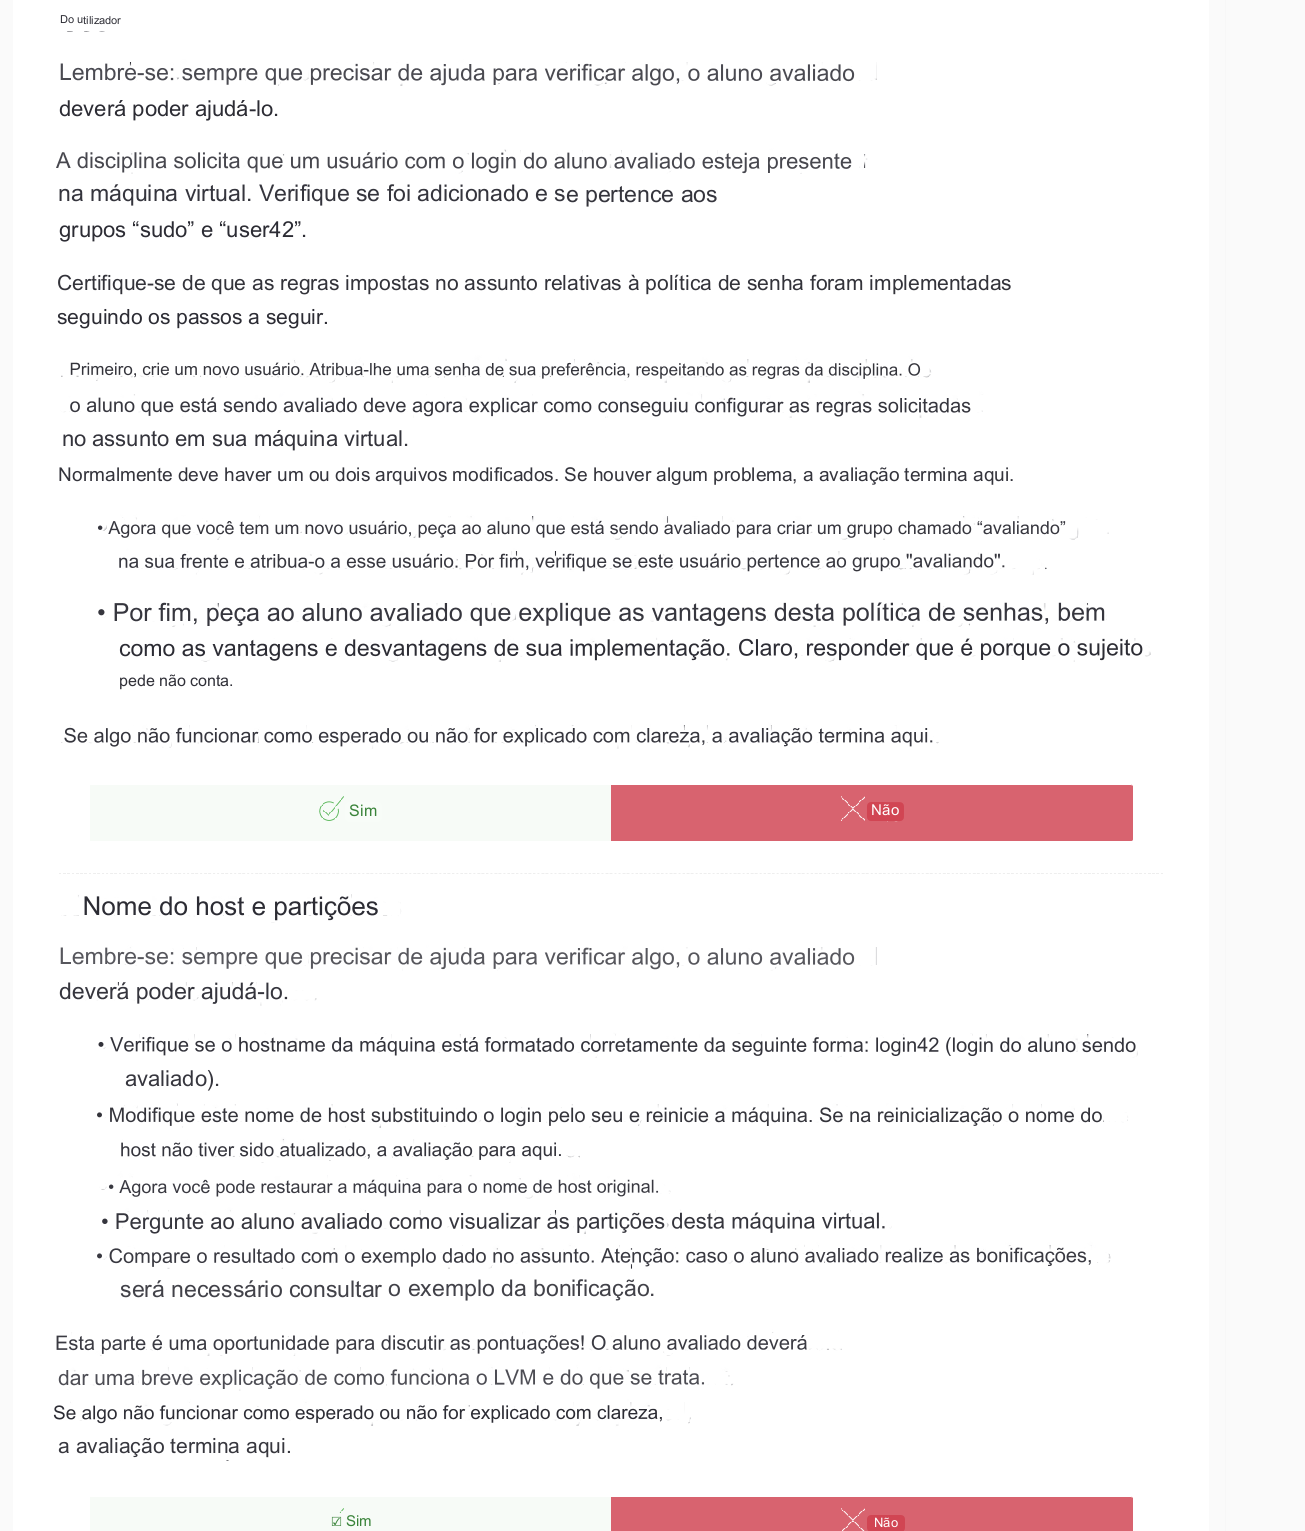 Do utilizador
Lembre-se: sempre que precisar de ajuda para verificar algo, o aluno avaliado
deverá poder ajudá-lo.
A disciplina solicita que um usuário com o login do aluno avaliado esteja presente
na máquina virtual. Verifique se foi adicionado e se pertence aos
grupos “sudo” e “user42”.
Certifique-se de que as regras impostas no assunto relativas à política de senha foram implementadas
seguindo os passos a seguir.
Primeiro, crie um novo usuário. Atribua-lhe uma senha de sua preferência, respeitando as regras da disciplina. O
o aluno que está sendo avaliado deve agora explicar como conseguiu configurar as regras solicitadas
no assunto em sua máquina virtual.
Normalmente deve haver um ou dois arquivos modificados. Se houver algum problema, a avaliação termina aqui.
• Agora que você tem um novo usuário, peça ao aluno que está sendo avaliado para criar um grupo chamado “avaliando”
na sua frente e atribua-o a esse usuário. Por fim, verifique se este usuário pertence ao grupo "avaliando".
• Por fim, peça ao aluno avaliado que explique as vantagens desta política de senhas, bem
como as vantagens e desvantagens de sua implementação. Claro, responder que é porque o sujeito
pede não conta.
Se algo não funcionar como esperado ou não for explicado com clareza, a avaliação termina aqui.
Sim
Não
Nome do host e partições
Lembre-se: sempre que precisar de ajuda para verificar algo, o aluno avaliado
deverá poder ajudá-lo.
• Verifique se o hostname da máquina está formatado corretamente da seguinte forma: login42 (login do aluno sendo
avaliado).
• Modifique este nome de host substituindo o login pelo seu e reinicie a máquina. Se na reinicialização o nome do
host não tiver sido atualizado, a avaliação para aqui.
• Agora você pode restaurar a máquina para o nome de host original.
• Pergunte ao aluno avaliado como visualizar as partições desta máquina virtual.
• Compare o resultado com o exemplo dado no assunto. Atenção: caso o aluno avaliado realize as bonificações,
será necessário consultar o exemplo da bonificação.
Esta parte é uma oportunidade para discutir as pontuações! O aluno avaliado deverá
dar uma breve explicação de como funciona o LVM e do que se trata.
Se algo não funcionar como esperado ou não for explicado com clareza,
a avaliação termina aqui.
☑ Sim
Não